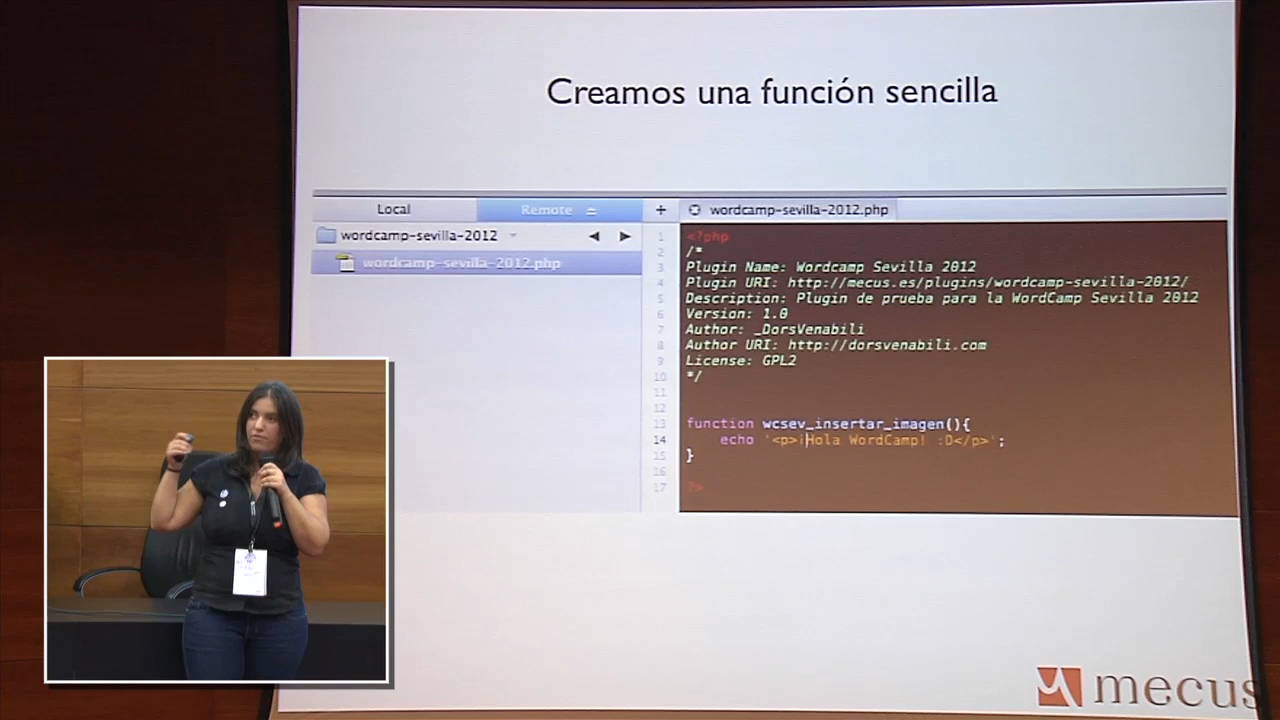 Creamos una función sencilla
Local
Remote
+
wordcamp-sevilla-2012.php
wordcamp-sevilla-2012
wordcamp-sevilla-2012.php
1 <?php
2 /*
3 Plugin Name: Wordcamp Sevilla 2012
4 Plugin URI: http://mecus.es/plugins/wordcamp-sevilla-2012/
5 Description: Plugin de prueba para la WordCamp Sevilla 2012
6 Version: 1.0
7 Author: _DorsVenabili
8 Author URI: http://dorsvenabili.com
9 License: GPL2
10 */
11
12
13 function wcsev_insertar_imagen(){
14 echo '<p>¡Hola WordCamp! :D</p>';
15 }
16
17 ?>
mecus